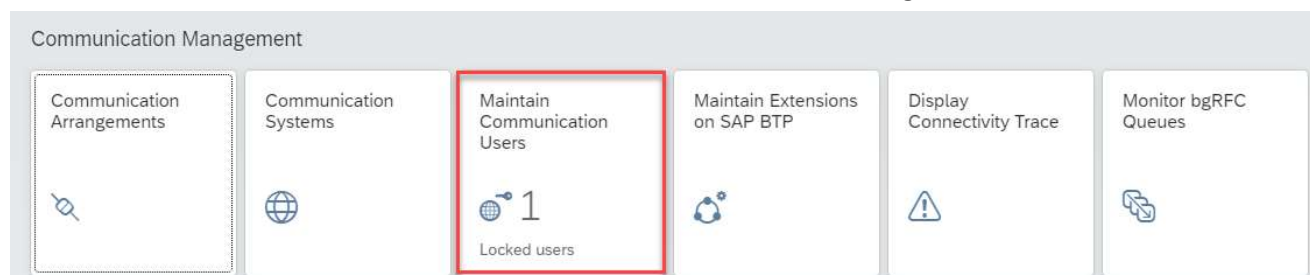 Communication Management
Communication
Arrangements
Communication
Systems
Maintain
Communication
Users
1
Locked users
Maintain Extensions
on SAP BTP
Display
Connectivity Trace
Monitor bgRFC
Queues